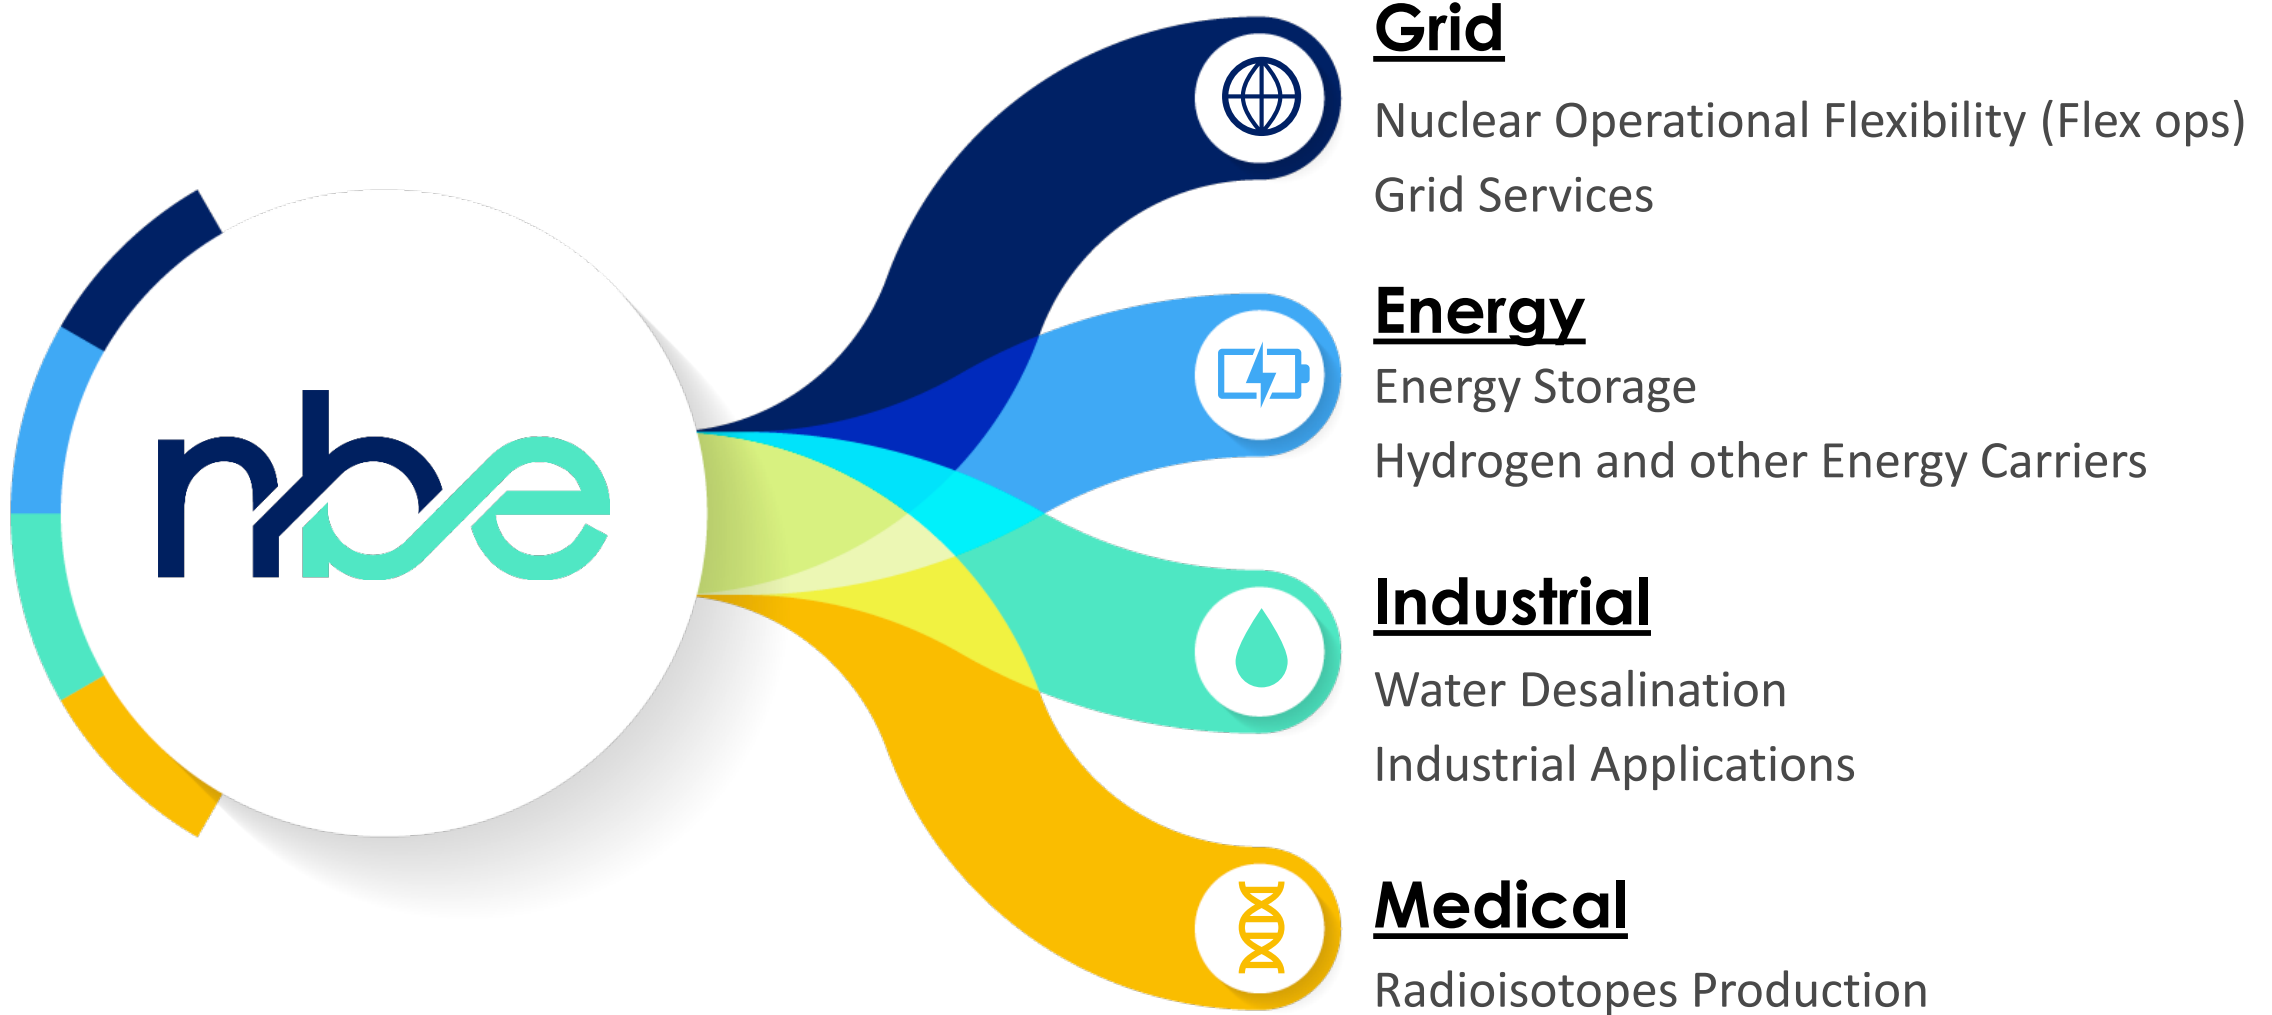 nbe
Grid
Nuclear Operational Flexibility (Flex ops)
Grid Services
Energy
Energy Storage
Hydrogen and other Energy Carriers
Industrial
Water Desalination
Industrial Applications
Medical
Radioisotopes Production